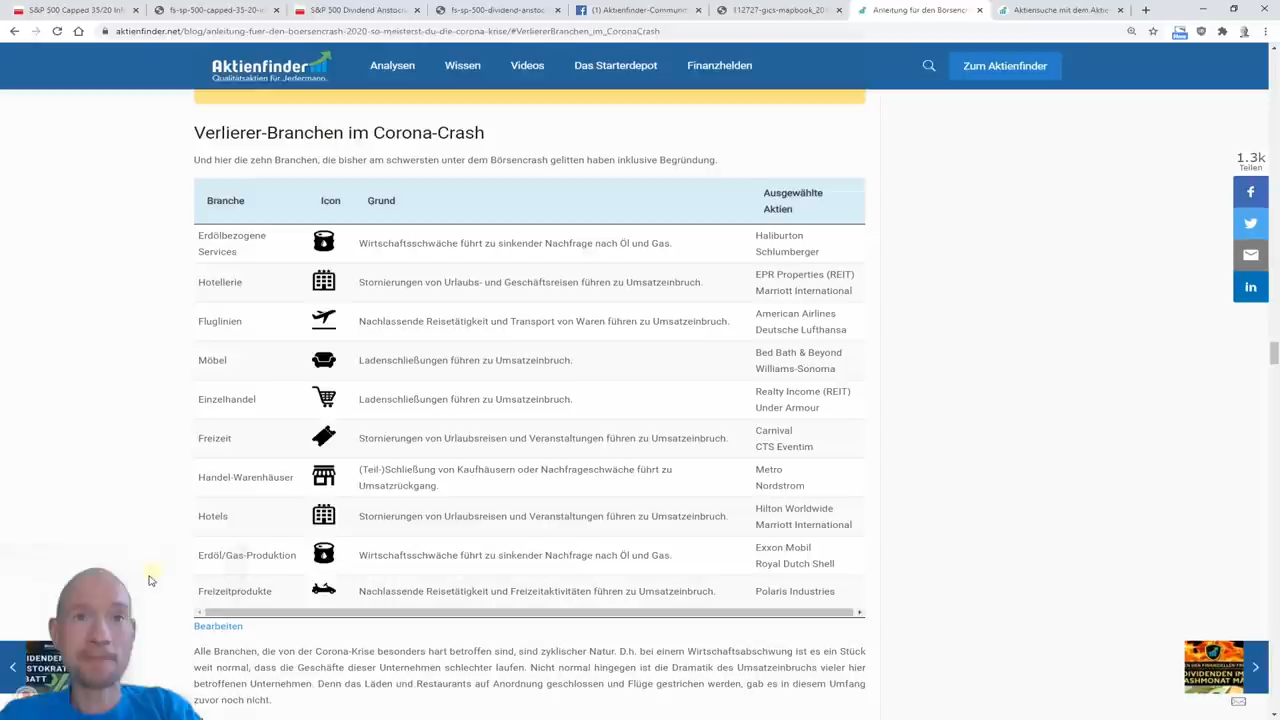 S&P 500 Capped 35/20 Inf
fs-sp-500-capped-35-20-i
S&P 500 Dividend Aristoc
fs-sp-500-dividend-aristoc
(1) Aktienfinder-Commun
112727-gics-mapbook_20
Anleitung für den Börsenc
Aktiensuche mit dem Aktie
aktienfinder.net/blog/anleitung-fuer-den-boersencrash-2020-so-meisterst-du-die-corona-krise/#VerliererBranchen_im_CoronaCrash
Aktienfinder
Qualitätsaktien für Jedermann.
Analysen
Wissen
Videos
Das Starterdepot
Finanzhelden
Zum Aktienfinder
Verlierer-Branchen im Corona-Crash
Und hier die zehn Branchen, die bisher am schwersten unter dem Börsencrash gelitten haben inklusive Begründung.
1.3k
Teilen
Branche Icon Grund Ausgewählte
Aktien
Erdölbezogene
Services
Wirtschaftsschwäche führt zu sinkender Nachfrage nach Öl und Gas.
Haliburton
Schlumberger
Hotellerie
Stornierungen von Urlaubs- und Geschäftsreisen führen zu Umsatzeinbruch.
EPR Properties (REIT)
Marriott International
Fluglinien
Nachlassende Reisetätigkeit und Transport von Waren führen zu Umsatzeinbruch.
American Airlines
Deutsche Lufthansa
Möbel
Ladenschließungen führen zu Umsatzeinbruch.
Bed Bath & Beyond
Williams-Sonoma
Einzelhandel
Ladenschließungen führen zu Umsatzeinbruch.
Realty Income (REIT)
Under Armour
Freizeit
Stornierungen von Urlaubsreisen und Veranstaltungen führen zu Umsatzeinbruch.
Carnival
CTS Eventim
Handel-Warenhäuser
(Teil-)Schließung von Kaufhäusern oder Nachfrageschwäche führt zu
Umsatzrückgang.
Metro
Nordstrom
Hotels
Stornierungen von Urlaubsreisen und Veranstaltungen führen zu Umsatzeinbruch.
Hilton Worldwide
Marriott International
Erdöl/Gas-Produktion
Wirtschaftsschwäche führt zu sinkender Nachfrage nach Öl und Gas.
Exxon Mobil
Royal Dutch Shell
Freizeitprodukte
Nachlassende Reisetätigkeit und Freizeitaktivitäten führen zu Umsatzeinbruch.
Polaris Industries
Bearbeiten
Alle Branchen, die von der Corona-Krise besonders hart betroffen sind, sind zyklischer Natur. D.h. bei einem Wirtschaftsabschwung ist es ein Stück
weit normal, dass die Geschäfte dieser Unternehmen schlechter laufen. Nicht normal hingegen ist die Dramatik des Umsatzeinbruchs vieler hier
betroffenen Unternehmen. Denn dass Läden und Restaurants auf Anordnung geschlossen und Flüge gestrichen werden, gab es in diesem Umfang
zuvor noch nicht.
IDENDEN
STOKRAT
BATT
DIVIDENDEN IM
ASHMONAT MÄ